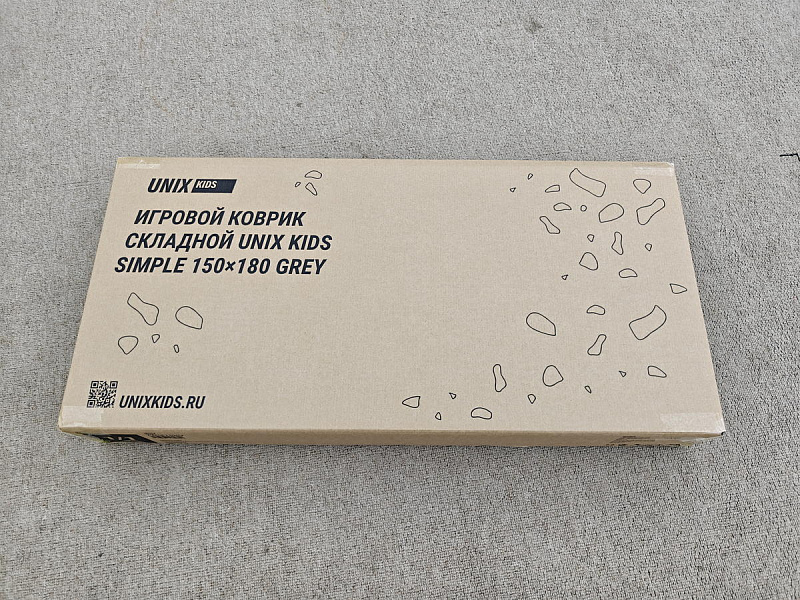 UNIX KIDS
ИГРОВОЙ КОВРИК
СКЛАДНОЙ UNIX KIDS
SIMPLE 150×180 GREY
UNIXKIDS.RU